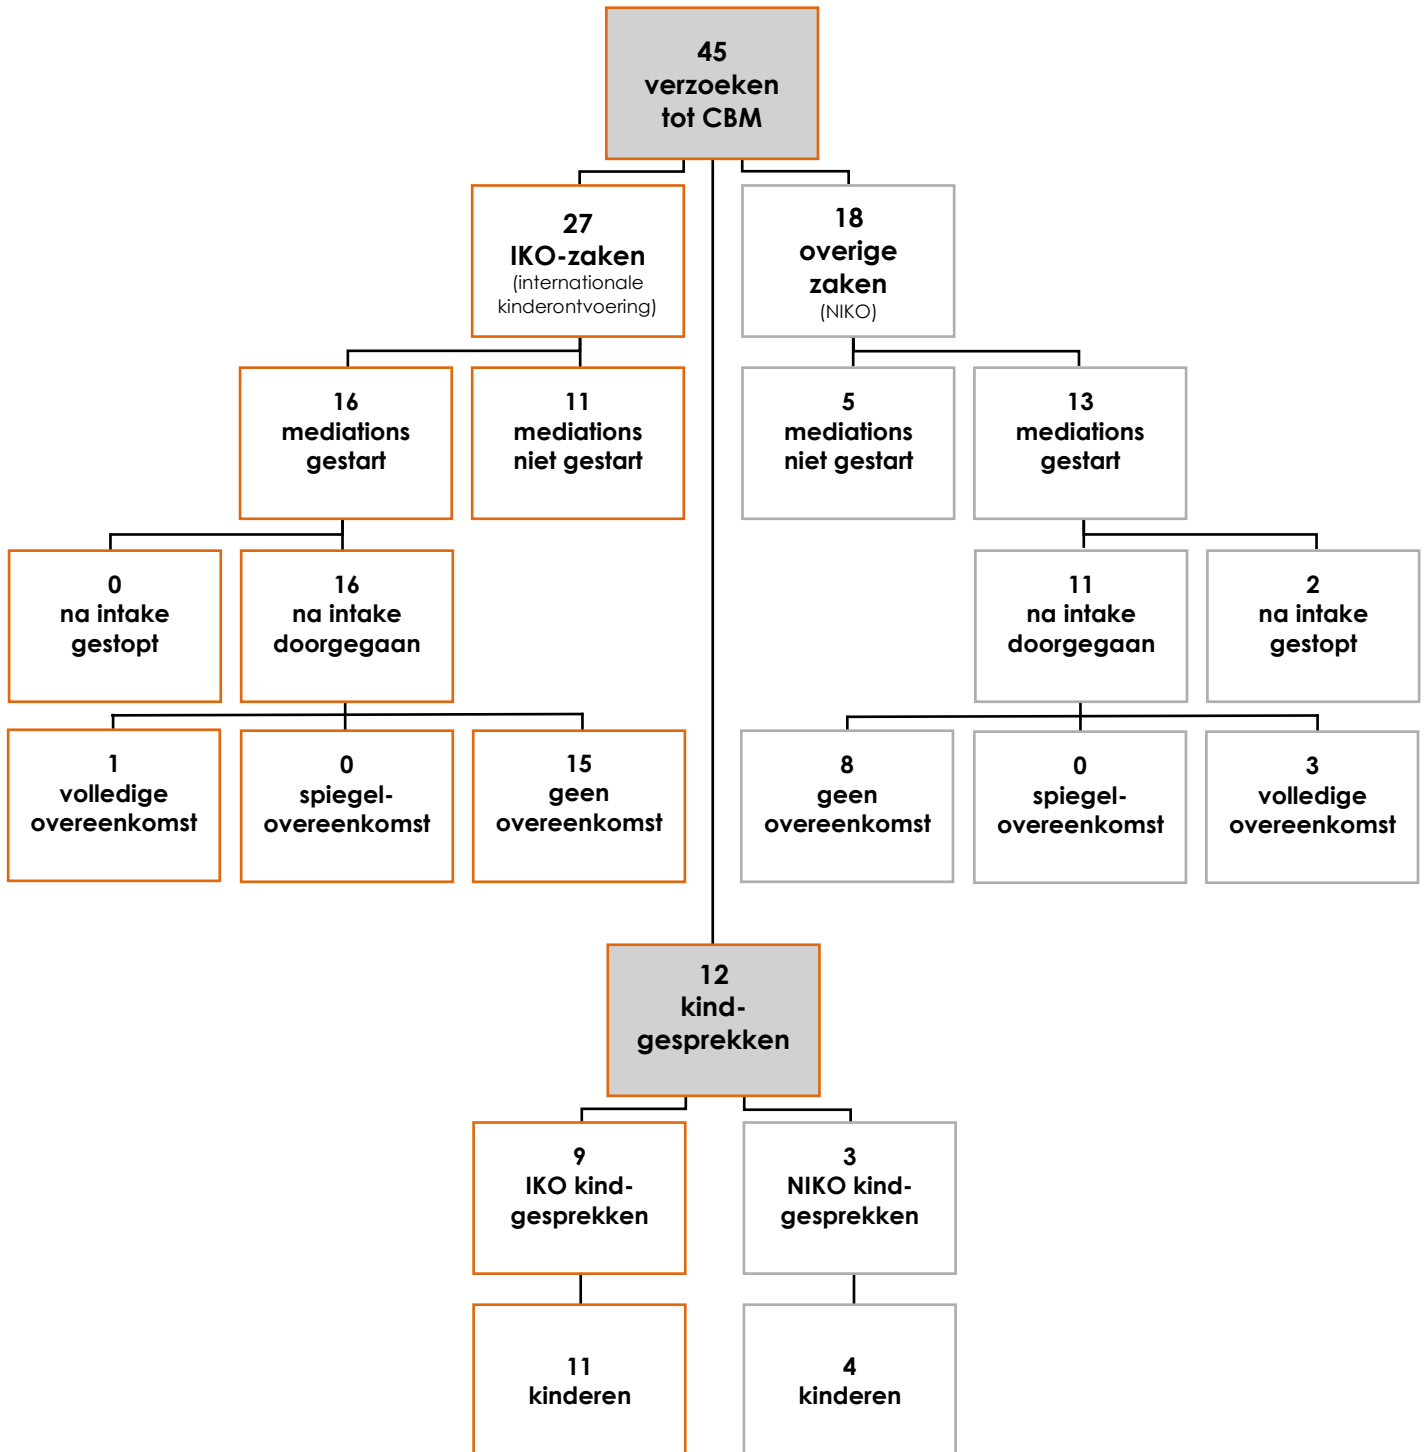 45
verzoeken
tot CBM
27
IKO-zaken
(internationale
kinderontvoering)
18
overige
zaken
(NIKO)
16
mediations
gestart
11
mediations
niet gestart
5
mediations
niet gestart
13
mediations
gestart
0
na intake
gestopt
16
na intake
doorgegaan
11
na intake
doorgegaan
2
na intake
gestopt
1
volledige
overeenkomst
0
spiegel-
overeenkomst
15
geen
overeenkomst
8
geen
overeenkomst
0
spiegel-
overeenkomst
3
volledige
overeenkomst
12
kind-
gesprekken
9
IKO kind-
gesprekken
3
NIKO kind-
gesprekken
11
kinderen
4
kinderen